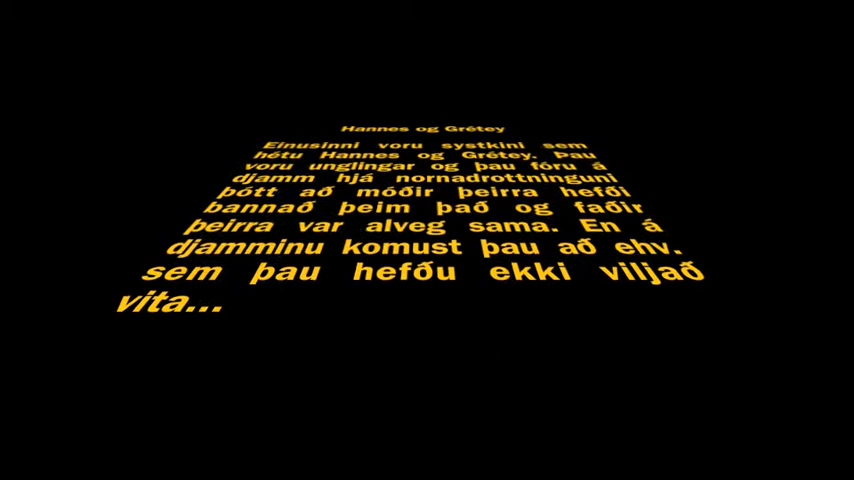 Hannes og Grétey
Einusinni voru systkini sem
hétu Hannes og Grétey. Þau
voru unglingar og þau fóru á
djamm hjá nornadrottninguni
þótt að móðir þeirra hefði
bannað þeim það og faðir
þeirra var alveg sama. En á
djamminu komust þau að ehv.
sem þau hefðu ekki viljað
vita...